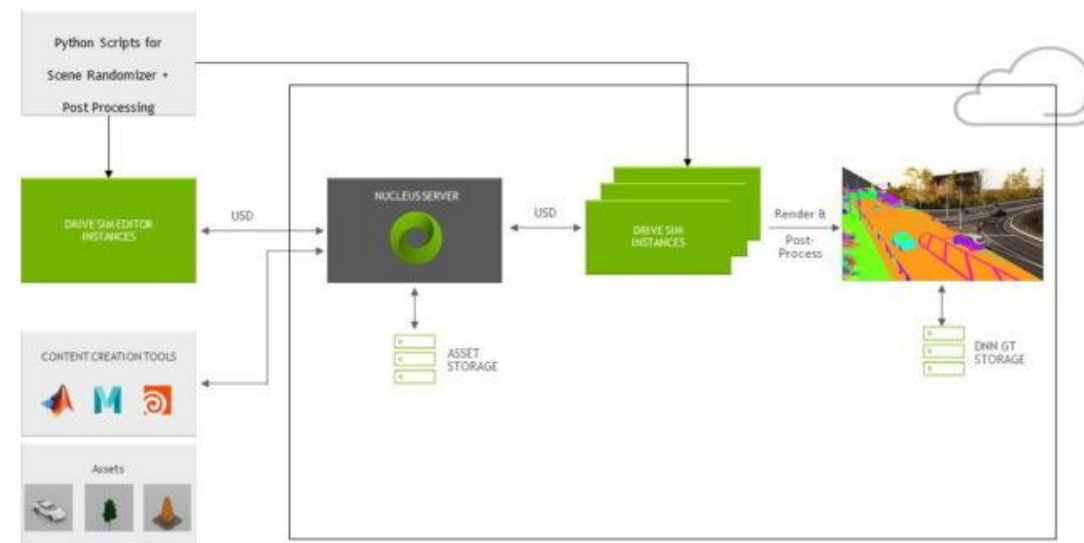 Python Scripts for
Scene Randomizer +
Post Processing
DRIVE SIM EDITOR
INSTANCES
USD
NUCLEUS SERVER
USD
DRIVE SIM
INSTANCES
Render &
Post-
Process
CONTENT CREATION TOOLS
M
Assets
ASSET
STORAGE
DNN GT
STORAGE